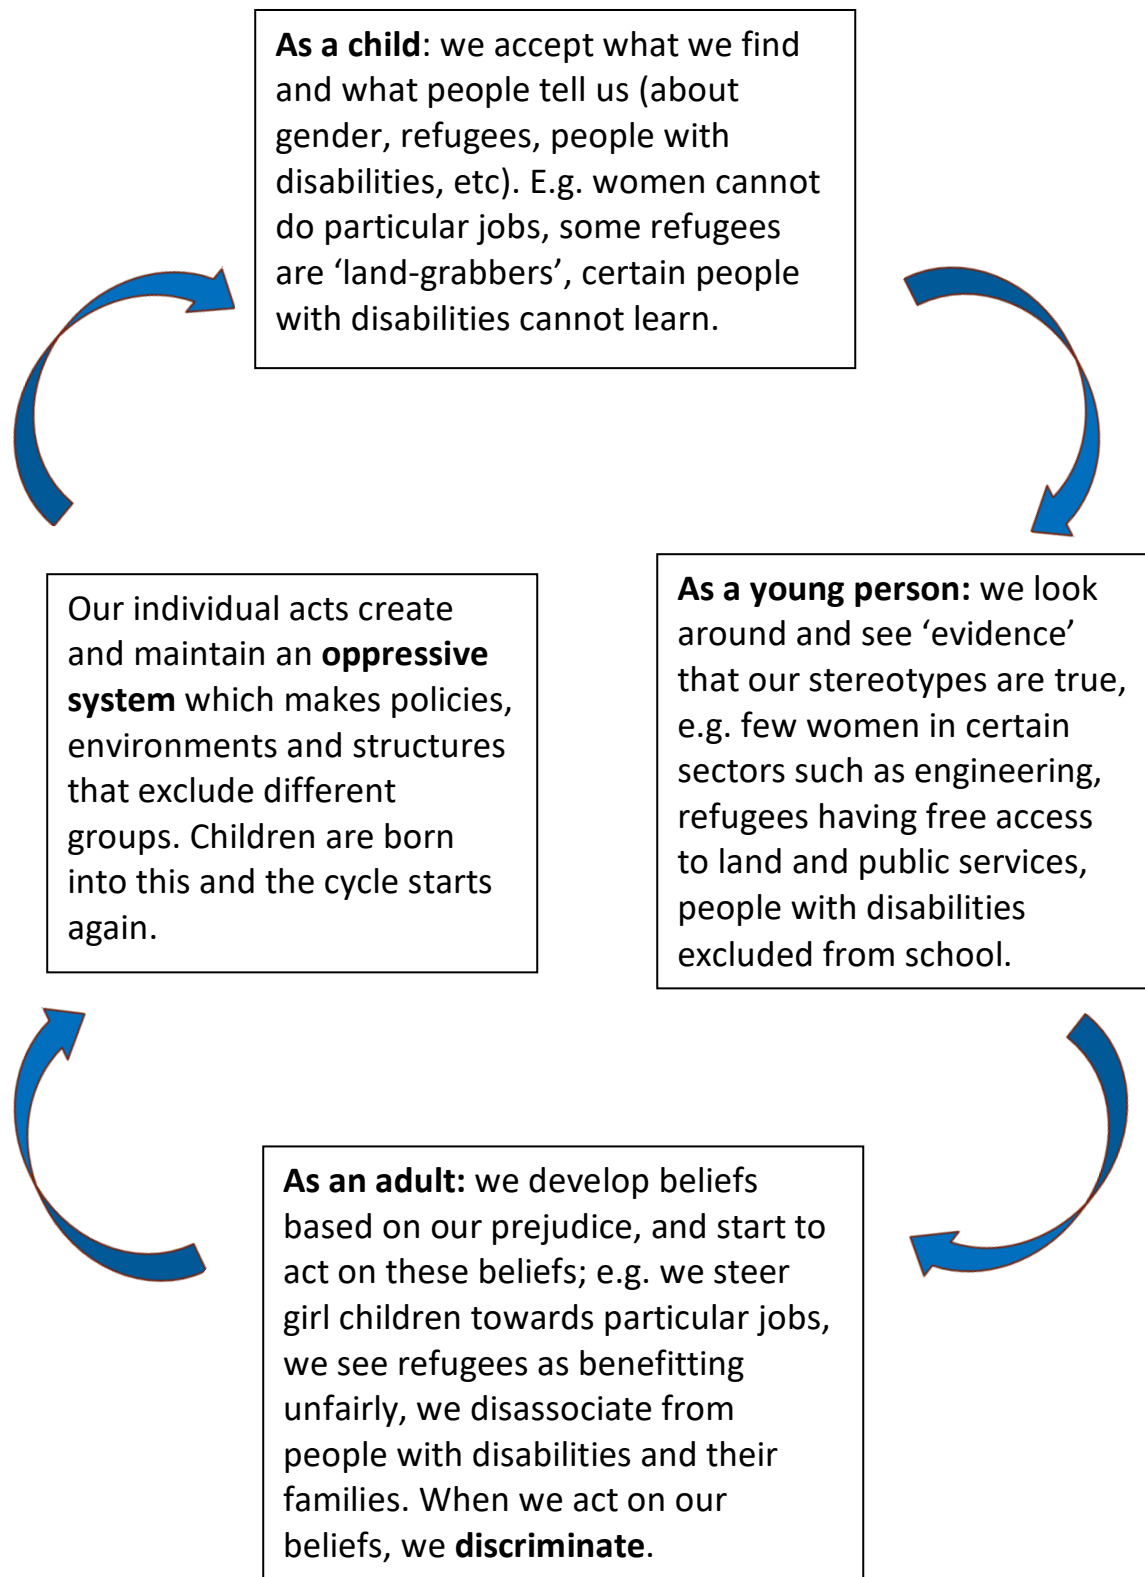 As a child: we accept what we find
and what people tell us (about
gender, refugees, people with
disabilities, etc). E.g. women cannot
do particular jobs, some refugees
are ‘land-grabbers’, certain people
with disabilities cannot learn.
As a young person: we look
around and see ‘evidence’
that our stereotypes are true,
e.g. few women in certain
sectors such as engineering,
refugees having free access
to land and public services,
people with disabilities
excluded from school.
As an adult: we develop beliefs
based on our prejudice, and start to
act on these beliefs; e.g. we steer
girl children towards particular jobs,
we see refugees as benefitting
unfairly, we disassociate from
people with disabilities and their
families. When we act on our
beliefs, we discriminate.
Our individual acts create
and maintain an oppressive
system which makes policies,
environments and structures
that exclude different
groups. Children are born
into this and the cycle starts
again.